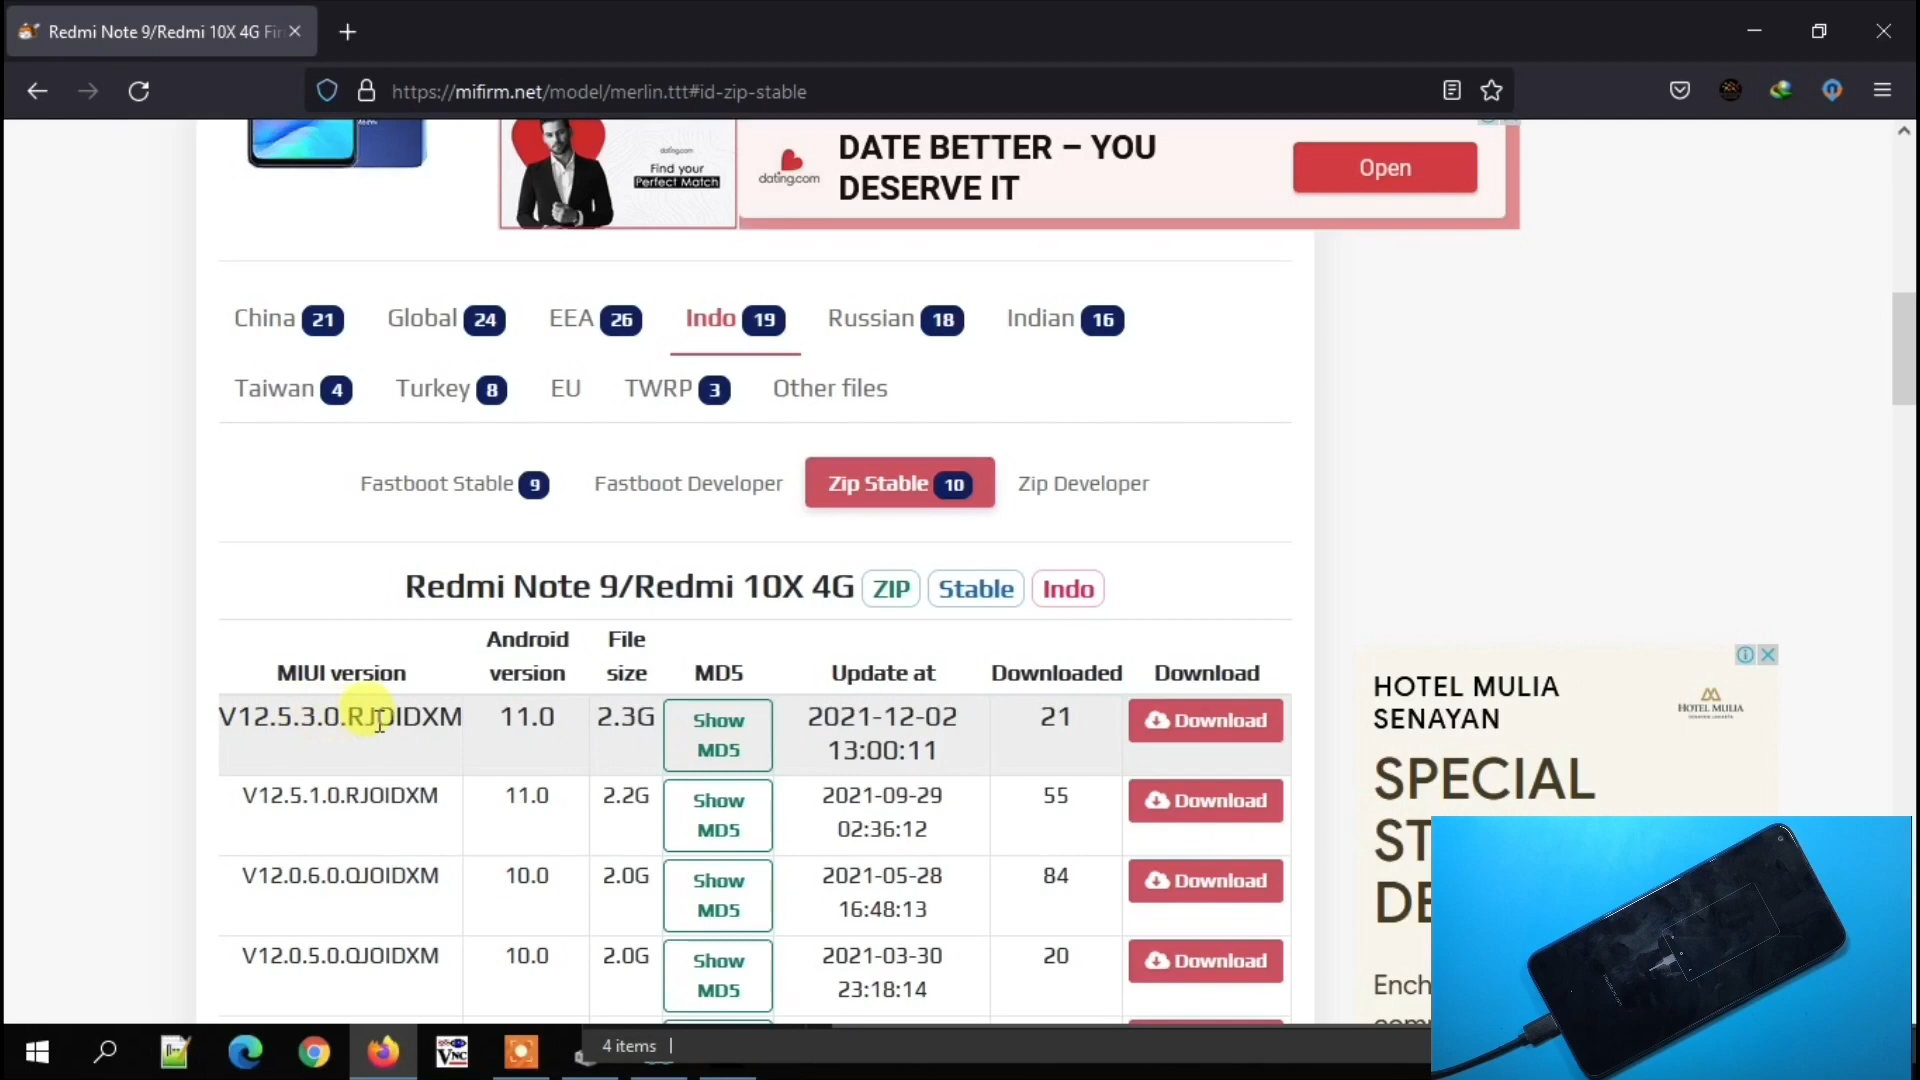 Redmi Note 9/Redmi 10X 4G Fir
https://mifirm.net/model/merlin.ttt#id-zip-stable
dating.com
Find your
Perfect Match
dating.com
DATE BETTER – YOU
DESERVE IT
Open
China 21 Global 24 EEA 26 Indo 19 Russian 18 Indian 16
Taiwan 4 Turkey 8 EU TWRP 3 Other files
Fastboot Stable 9 Fastboot Developer Zip Stable 10 Zip Developer
Redmi Note 9/Redmi 10X 4G ZIP Stable Indo
MIUI version Android version File size MD5 Update at Downloaded Download
V12.5.3.0.RJOIDXM 11.0 2.3G Show MD5 2021-12-02 13:00:11 21 Download
V12.5.1.0.RJOIDXM 11.0 2.2G Show MD5 2021-09-29 02:36:12 55 Download
V12.0.6.0.QJOIDXM 10.0 2.0G Show MD5 2021-05-28 16:48:13 84 Download
V12.0.5.0.QJOIDXM 10.0 2.0G Show MD5 2021-03-30 23:18:14 20 Download
HOTEL MULIA
SENAYAN
HOTEL MULIA
SPECIAL
ST
DE
Ench
VNC
4 items